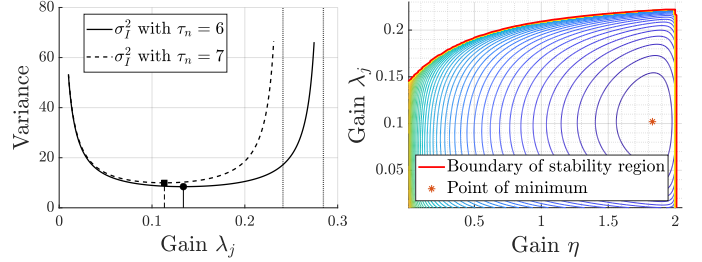 80
60
40
20
0
Variance
σ_I^2 with τ_n = 6
σ_I^2 with τ_n = 7
0
0.1
0.2
0.3
Gain λ_j
0.2
0.15
0.1
0.05
Gain λ_j
Boundary of stability region
Point of minimum
0.5
1
1.5
2
Gain η